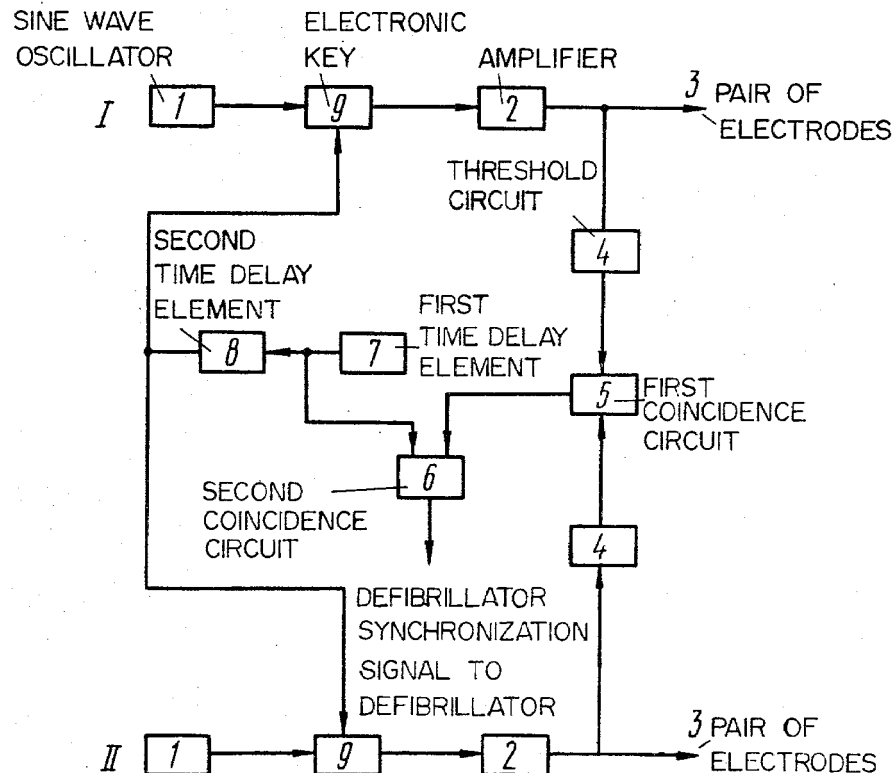 SINE WAVE
OSCILLATOR
ELECTRONIC
KEY
AMPLIFIER
I
1
9
2
3
PAIR OF
ELECTRODES
THRESHOLD
CIRCUIT
4
SECOND
TIME DELAY
ELEMENT
8
7
FIRST
TIME DELAY
ELEMENT
5
FIRST
COINCIDENCE
CIRCUIT
6
SECOND
COINCIDENCE
CIRCUIT
4
DEFIBRILLATOR
SYNCHRONIZATION
SIGNAL TO
DEFIBRILLATOR
II
1
9
2
3
PAIR OF
ELECTRODES